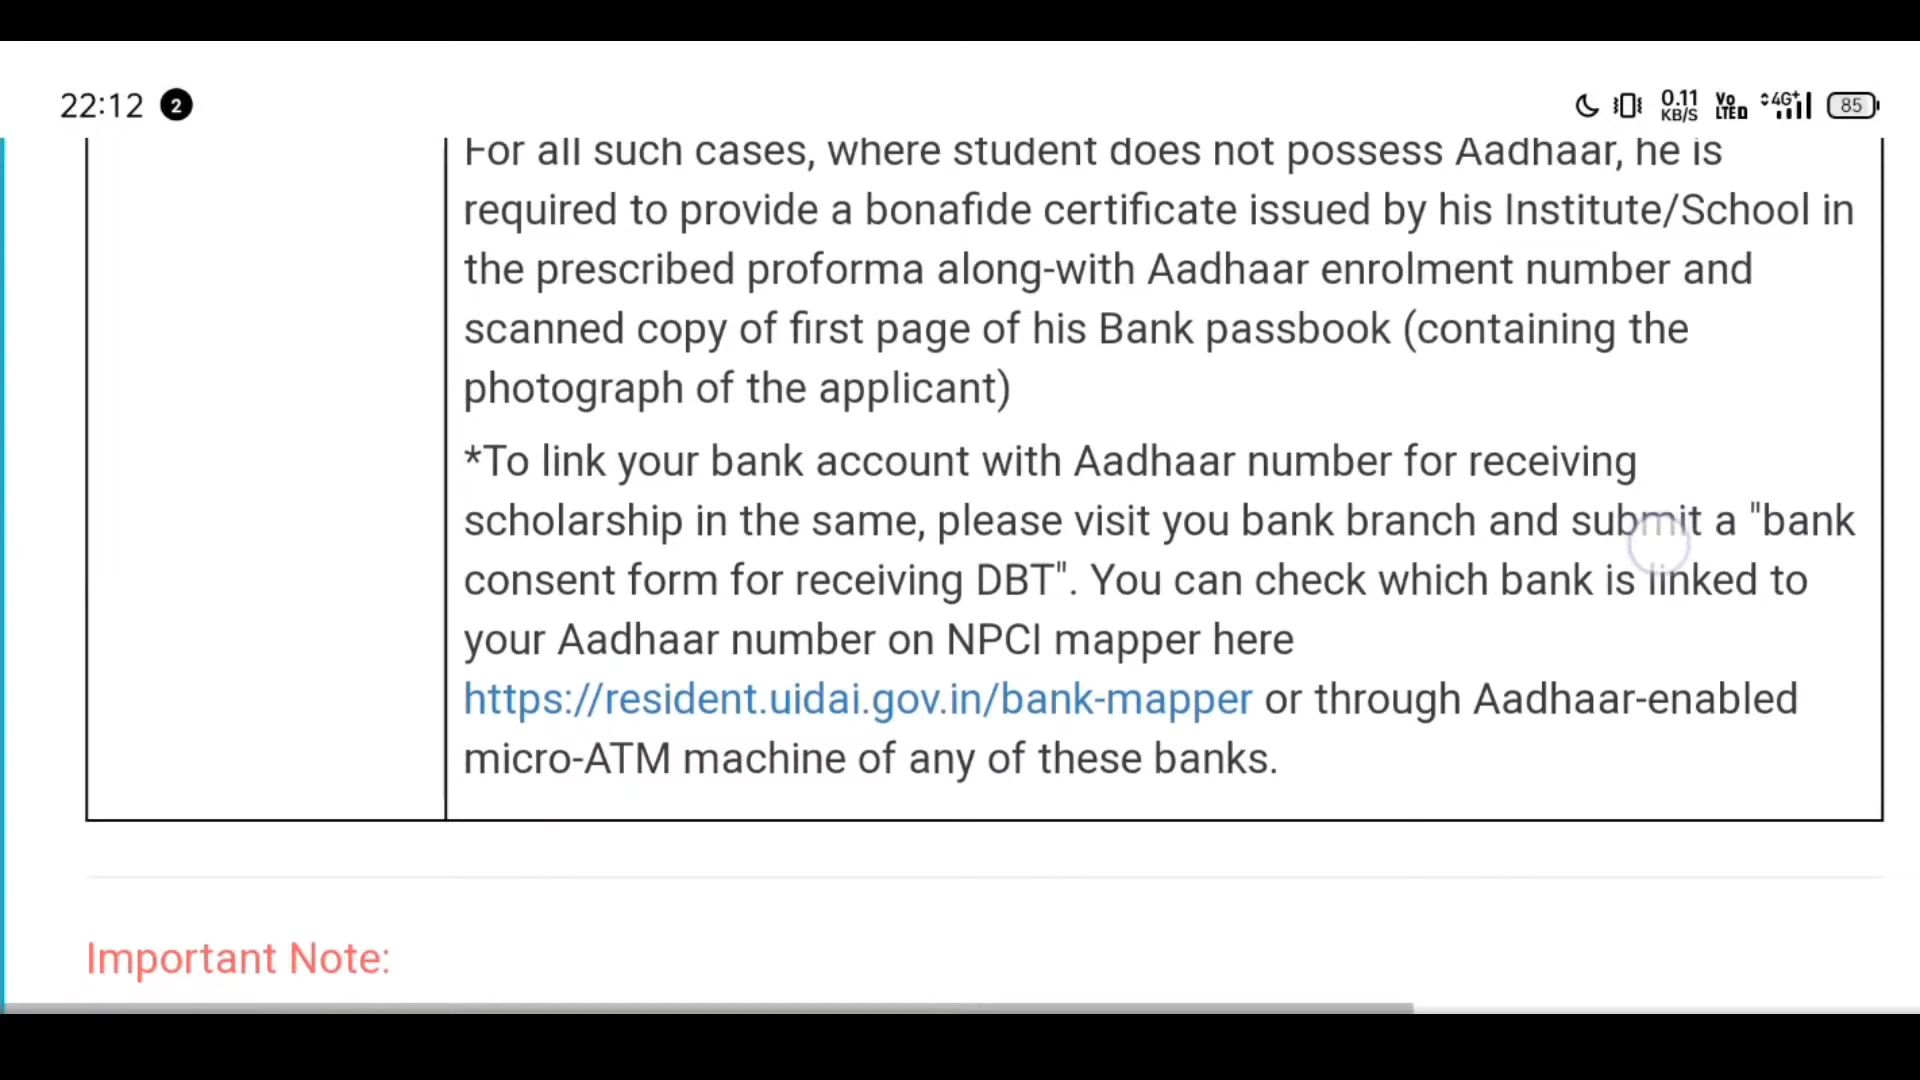 22:12 2 0.11 KB/S Vo LTED 4G+ 85
For all such cases, where student does not possess Aadhaar, he is
required to provide a bonafide certificate issued by his Institute/School in
the prescribed proforma along-with Aadhaar enrolment number and
scanned copy of first page of his Bank passbook (containing the
photograph of the applicant)
*To link your bank account with Aadhaar number for receiving
scholarship in the same, please visit you bank branch and submit a "bank
consent form for receiving DBT". You can check which bank is linked to
your Aadhaar number on NPCI mapper here
https://resident.uidai.gov.in/bank-mapper or through Aadhaar-enabled
micro-ATM machine of any of these banks.
Important Note: